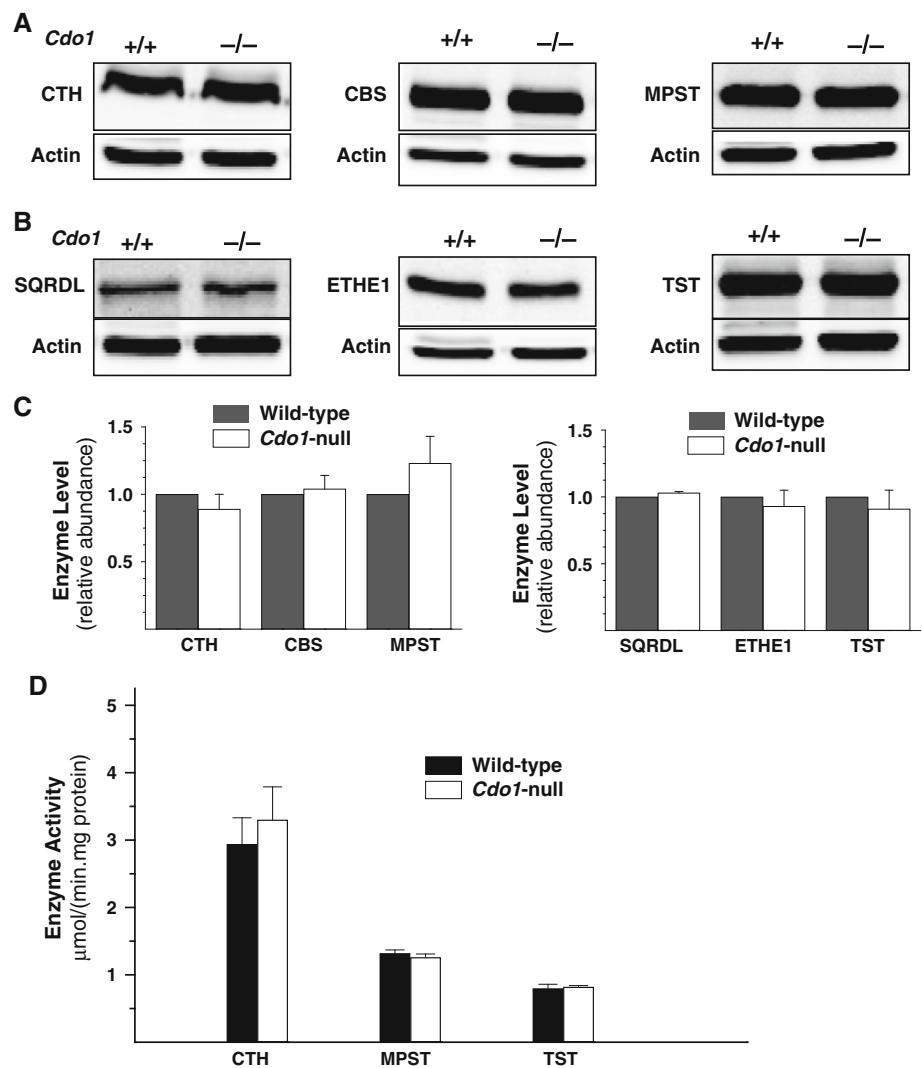 A
Cdo1 +/+ –/– +/+ –/– +/+ –/–
CTH CBS MPST
Actin Actin Actin
B
Cdo1 +/+ –/– +/+ –/– +/+ –/–
SQRDL ETHE1 TST
Actin Actin Actin
C
Wild-type
Cdo1-null
Enzyme Level
(relative abundance)
1.5
1.0
0.5
CTH CBS MPST
Wild-type
Cdo1-null
Enzyme Level
(relative abundance)
1.5
1.0
0.5
SQRDL ETHE1 TST
D
Enzyme Activity
µmol/(min.mg protein)
5
4
3
2
1
Wild-type
Cdo1-null
CTH MPST TST